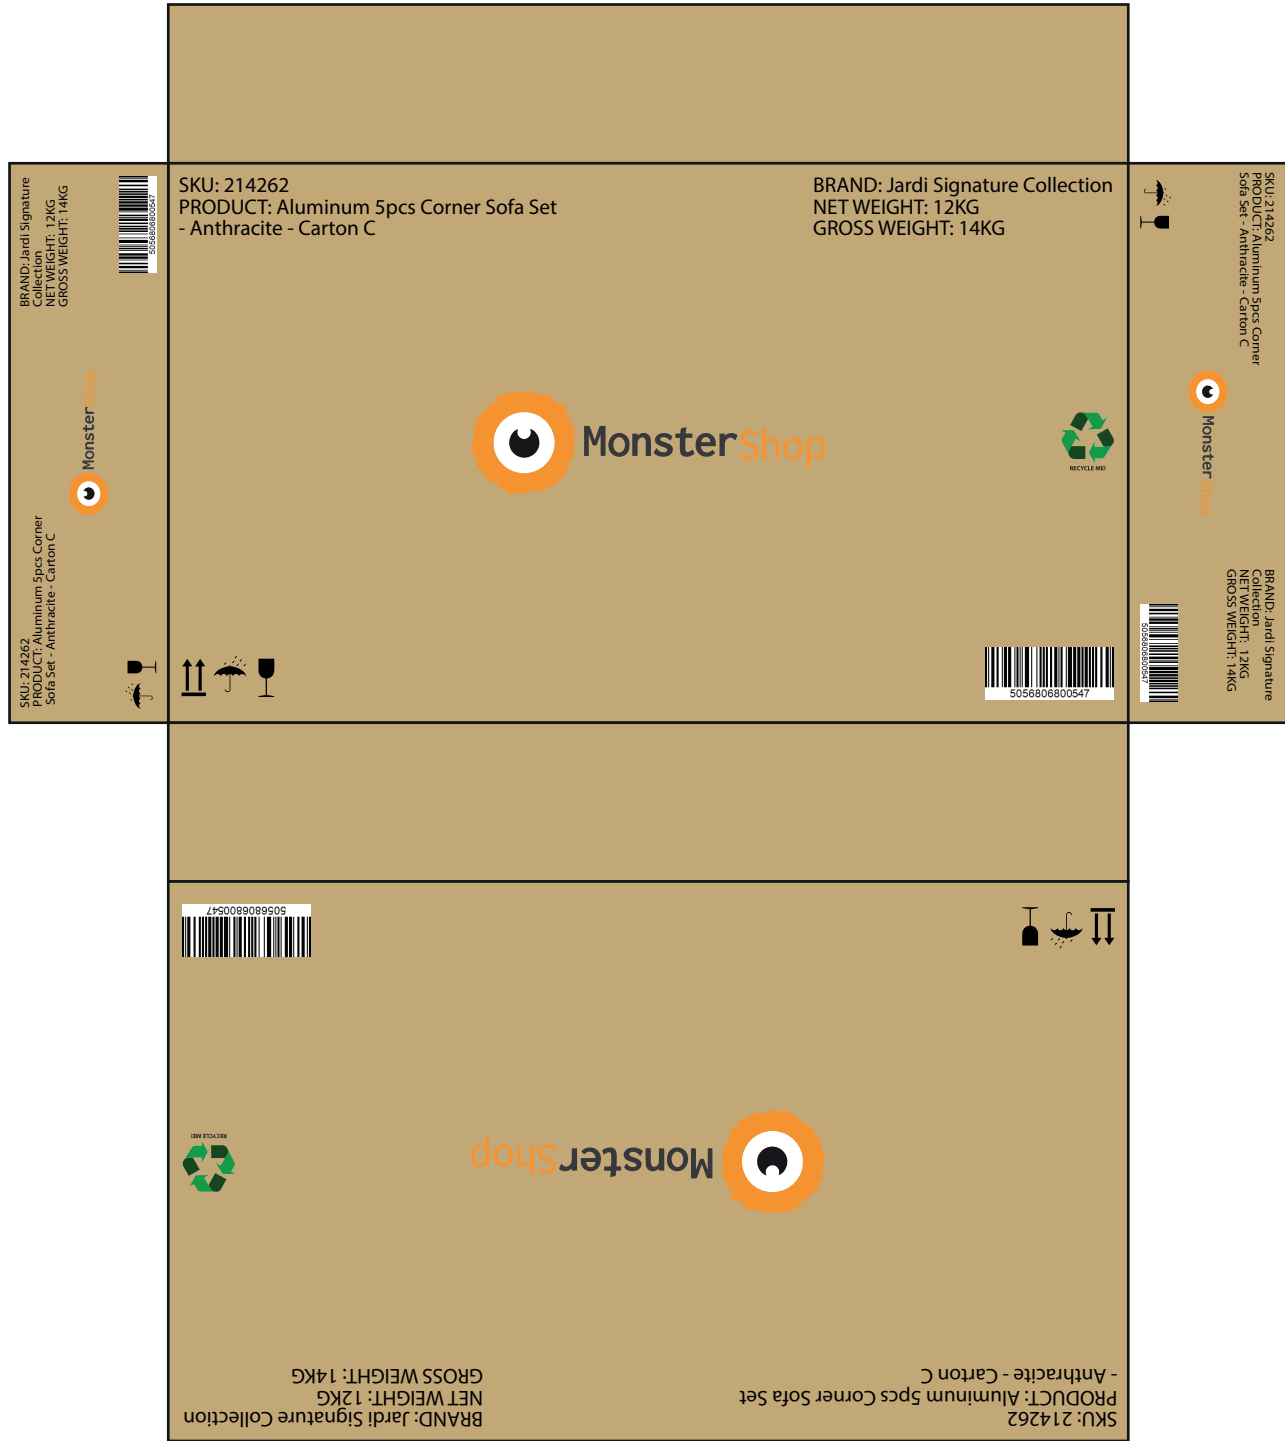 SKU: 214262
PRODUCT: Aluminum 5pcs Corner Sofa Set
- Anthracite - Carton C
BRAND: Jardi Signature Collection
NET WEIGHT: 12KG
GROSS WEIGHT: 14KG
MonsterShop
RECYCLE ME!
5056806800547
BRAND: Jardi Signature
Collection
NET WEIGHT: 12KG
GROSS WEIGHT: 14KG
5056806800547
MonsterShop
SKU: 214262
PRODUCT: Aluminum 5pcs Corner
Sofa Set - Anthracite - Carton C
SKU: 214262
PRODUCT: Aluminum 5pcs Corner
Sofa Set - Anthracite - Carton C
MonsterShop
BRAND: Jardi Signature
Collection
NET WEIGHT: 12KG
GROSS WEIGHT: 14KG
5056806800547
SKU: 214262
PRODUCT: Aluminum 5pcs Corner Sofa Set
- Anthracite - Carton C
BRAND: Jardi Signature Collection
NET WEIGHT: 12KG
GROSS WEIGHT: 14KG
MonsterShop
RECYCLE ME!
5056806800547